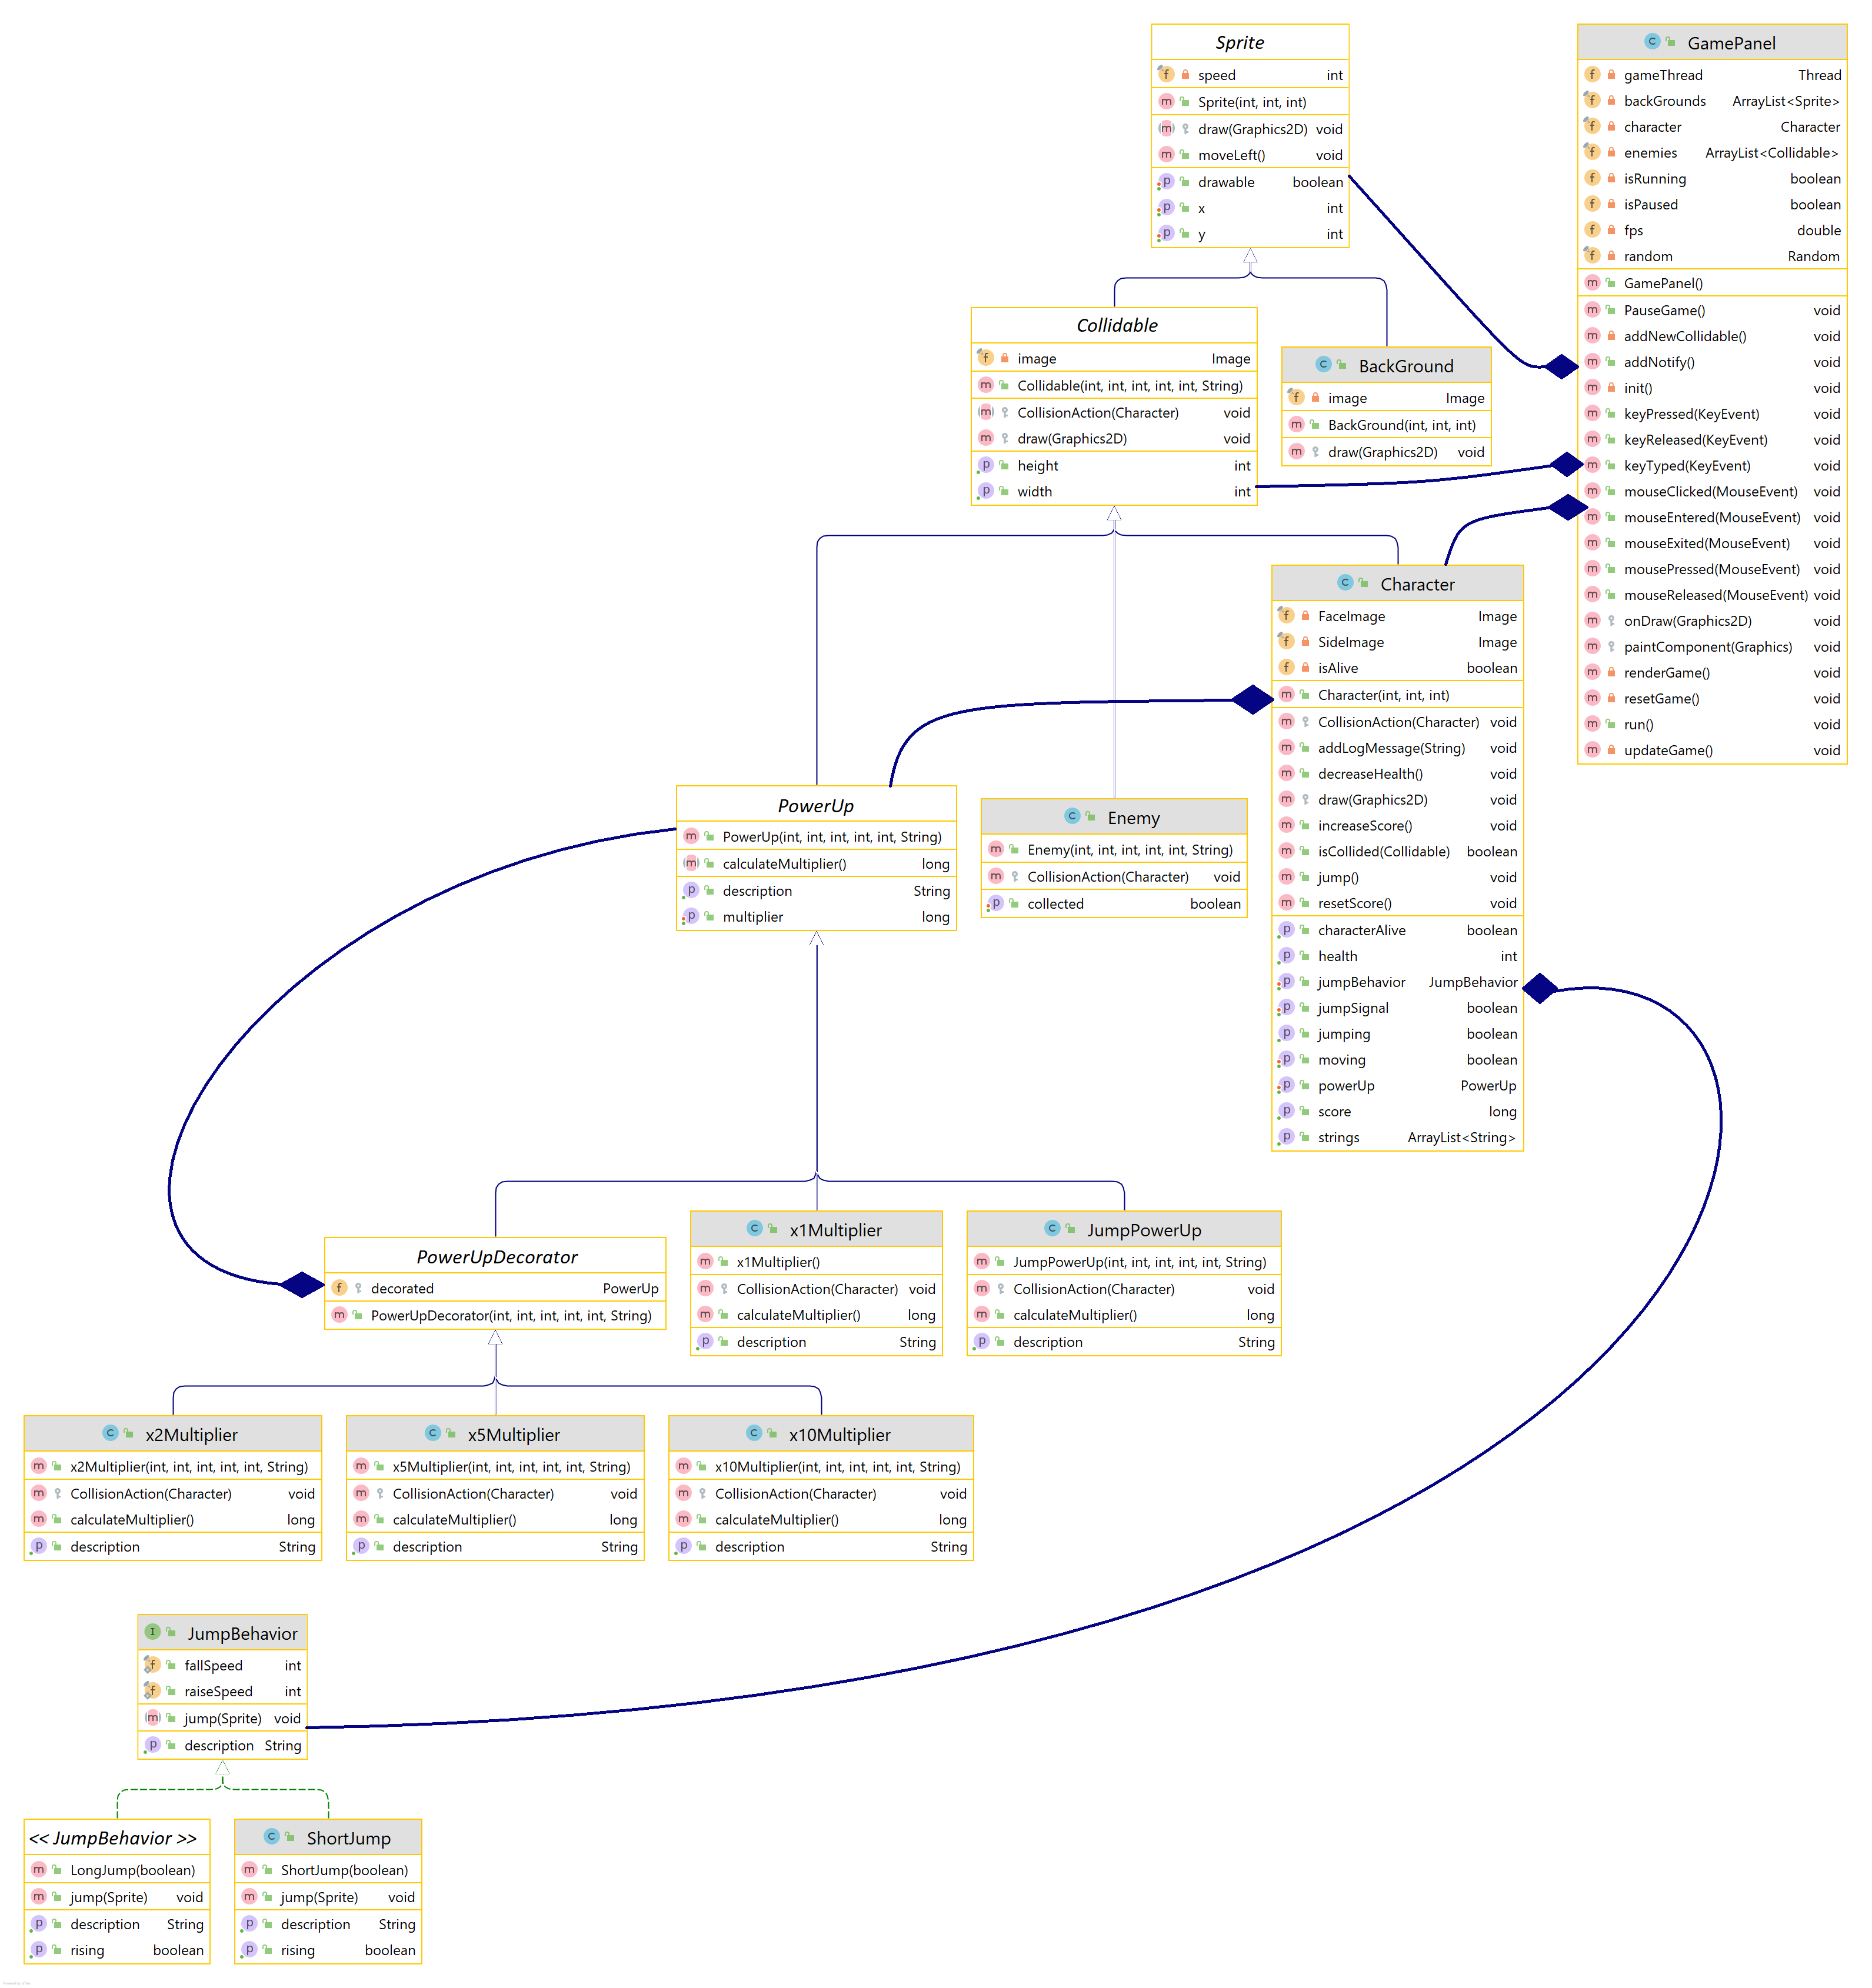 Sprite
speed int
Sprite(int, int, int)
draw(Graphics2D) void
moveLeft() void
drawable boolean
x int
y int
GamePanel
gameThread Thread
backGrounds ArrayList<Sprite>
character Character
enemies ArrayList<Collidable>
isRunning boolean
isPaused boolean
fps double
random Random
GamePanel()
PauseGame() void
addNewCollidable() void
addNotify() void
init() void
keyPressed(KeyEvent) void
keyReleased(KeyEvent) void
keyTyped(KeyEvent) void
mouseClicked(MouseEvent) void
mouseEntered(MouseEvent) void
mouseExited(MouseEvent) void
mousePressed(MouseEvent) void
mouseReleased(MouseEvent) void
onDraw(Graphics2D) void
paintComponent(Graphics) void
renderGame() void
resetGame() void
run() void
updateGame() void
Collidable
image Image
Collidable(int, int, int, int, int, String)
CollisionAction(Character) void
draw(Graphics2D) void
height int
width int
BackGround
image Image
BackGround(int, int, int)
draw(Graphics2D) void
Character
FaceImage Image
SideImage Image
isAlive boolean
Character(int, int, int)
CollisionAction(Character) void
addLogMessage(String) void
decreaseHealth() void
draw(Graphics2D) void
increaseScore() void
isCollided(Collidable) boolean
jump() void
resetScore() void
characterAlive boolean
health int
jumpBehavior JumpBehavior
jumpSignal boolean
jumping boolean
moving boolean
powerUp PowerUp
score long
strings ArrayList<String>
PowerUp
PowerUp(int, int, int, int, int, String)
calculateMultiplier() long
description String
multiplier long
Enemy
Enemy(int, int, int, int, int, String)
CollisionAction(Character) void
collected boolean
PowerUpDecorator
decorated PowerUp
PowerUpDecorator(int, int, int, int, int, String)
x1Multiplier
x1Multiplier()
CollisionAction(Character) void
calculateMultiplier() long
description String
JumpPowerUp
JumpPowerUp(int, int, int, int, int, String)
CollisionAction(Character) void
calculateMultiplier() long
description String
x2Multiplier
x2Multiplier(int, int, int, int, int, String)
CollisionAction(Character) void
calculateMultiplier() long
description String
x5Multiplier
x5Multiplier(int, int, int, int, int, String)
CollisionAction(Character) void
calculateMultiplier() long
description String
x10Multiplier
x10Multiplier(int, int, int, int, int, String)
CollisionAction(Character) void
calculateMultiplier() long
description String
JumpBehavior
fallSpeed int
raiseSpeed int
jump(Sprite) void
description String
<< JumpBehavior >>
LongJump(boolean)
jump(Sprite) void
description String
rising boolean
ShortJump
ShortJump(boolean)
jump(Sprite) void
description String
rising boolean